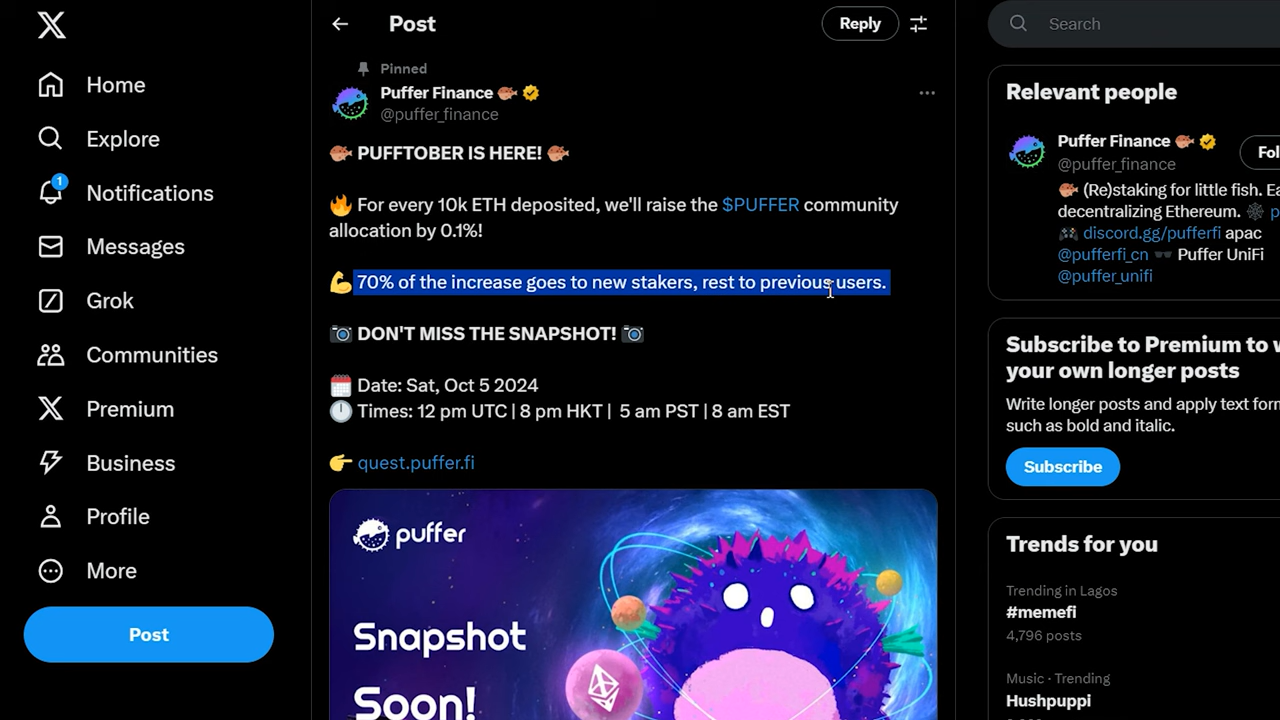 Home
Explore
1
Notifications
Messages
Grok
Communities
Premium
Business
Profile
More
Post
Post
Reply
Pinned
Puffer Finance
@puffer_finance
PUFFTOBER IS HERE!
For every 10k ETH deposited, we'll raise the $PUFFER community
allocation by 0.1%!
70% of the increase goes to new stakers, rest to previous users.
DON'T MISS THE SNAPSHOT!
Date: Sat, Oct 5 2024
Times: 12 pm UTC | 8 pm HKT | 5 am PST | 8 am EST
quest.puffer.fi
puffer
Snapshot
Soon!
Search
Relevant people
Puffer Finance
@puffer_finance
(Re)staking for little fish.
decentralizing Ethereum.
discord.gg/pufferfi apac
@pufferfi_cn Puffer UniFi
@puffer_unifi
Subscribe to Premium to
your own longer posts
Write longer posts and apply text
such as bold and italic.
Subscribe
Trends for you
Trending in Lagos
#memefi
4,796 posts
Music · Trending
Hushpuppi